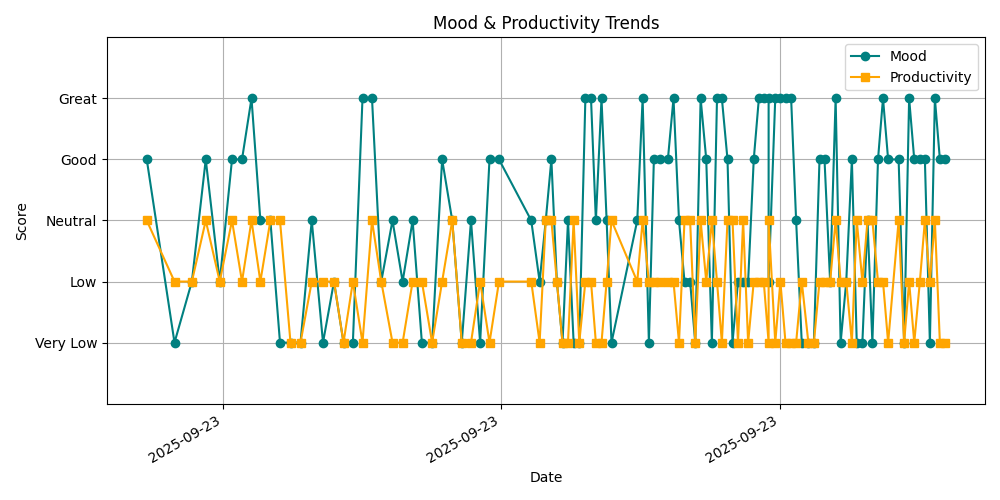 Mood & Productivity Trends
Mood
Productivity
Great
Good
Neutral
Low
Very Low
Score
2025-09-23
2025-09-23
2025-09-23
Date